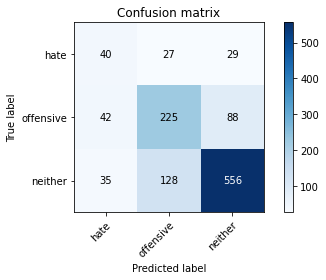 Confusion matrix
True label
hate 40 27 29
offensive 42 225 88
neither 35 128 556
hate offensive neither
Predicted label
500
400
300
200
100